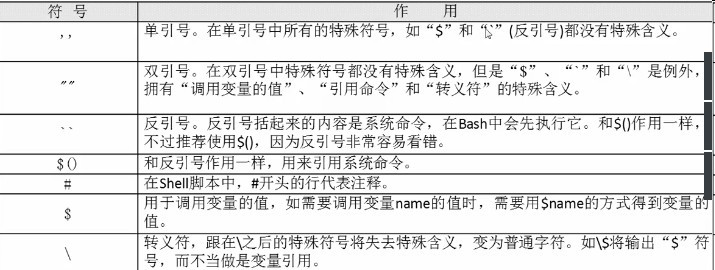 符 号 作 用
' ' 单引号。在单引号中所有的特殊符号，如“$”和“`”(反引号)都没有特殊含义。
" " 双引号。在双引号中特殊符号都没有特殊含义，但是“$”、“`”和“\”是例外，
拥有“调用变量的值”、“引用命令”和“转义符”的特殊含义。
` ` 反引号。反引号括起来的内容是系统命令，在Bash中会先执行它。和$()作用一样，
不过推荐使用$()，因为反引号非常容易看错。
$() 和反引号作用一样，用来引用系统命令。
# 在Shell脚本中，#开头的行代表注释。
$ 用于调用变量的值，如需要调用变量name的值时，需要用$name的方式得到变量的
值。
\ 转义符，跟在\之后的特殊符号将失去特殊含义，变为普通字符。如\$将输出“$”符
号，而不当做是变量引用。